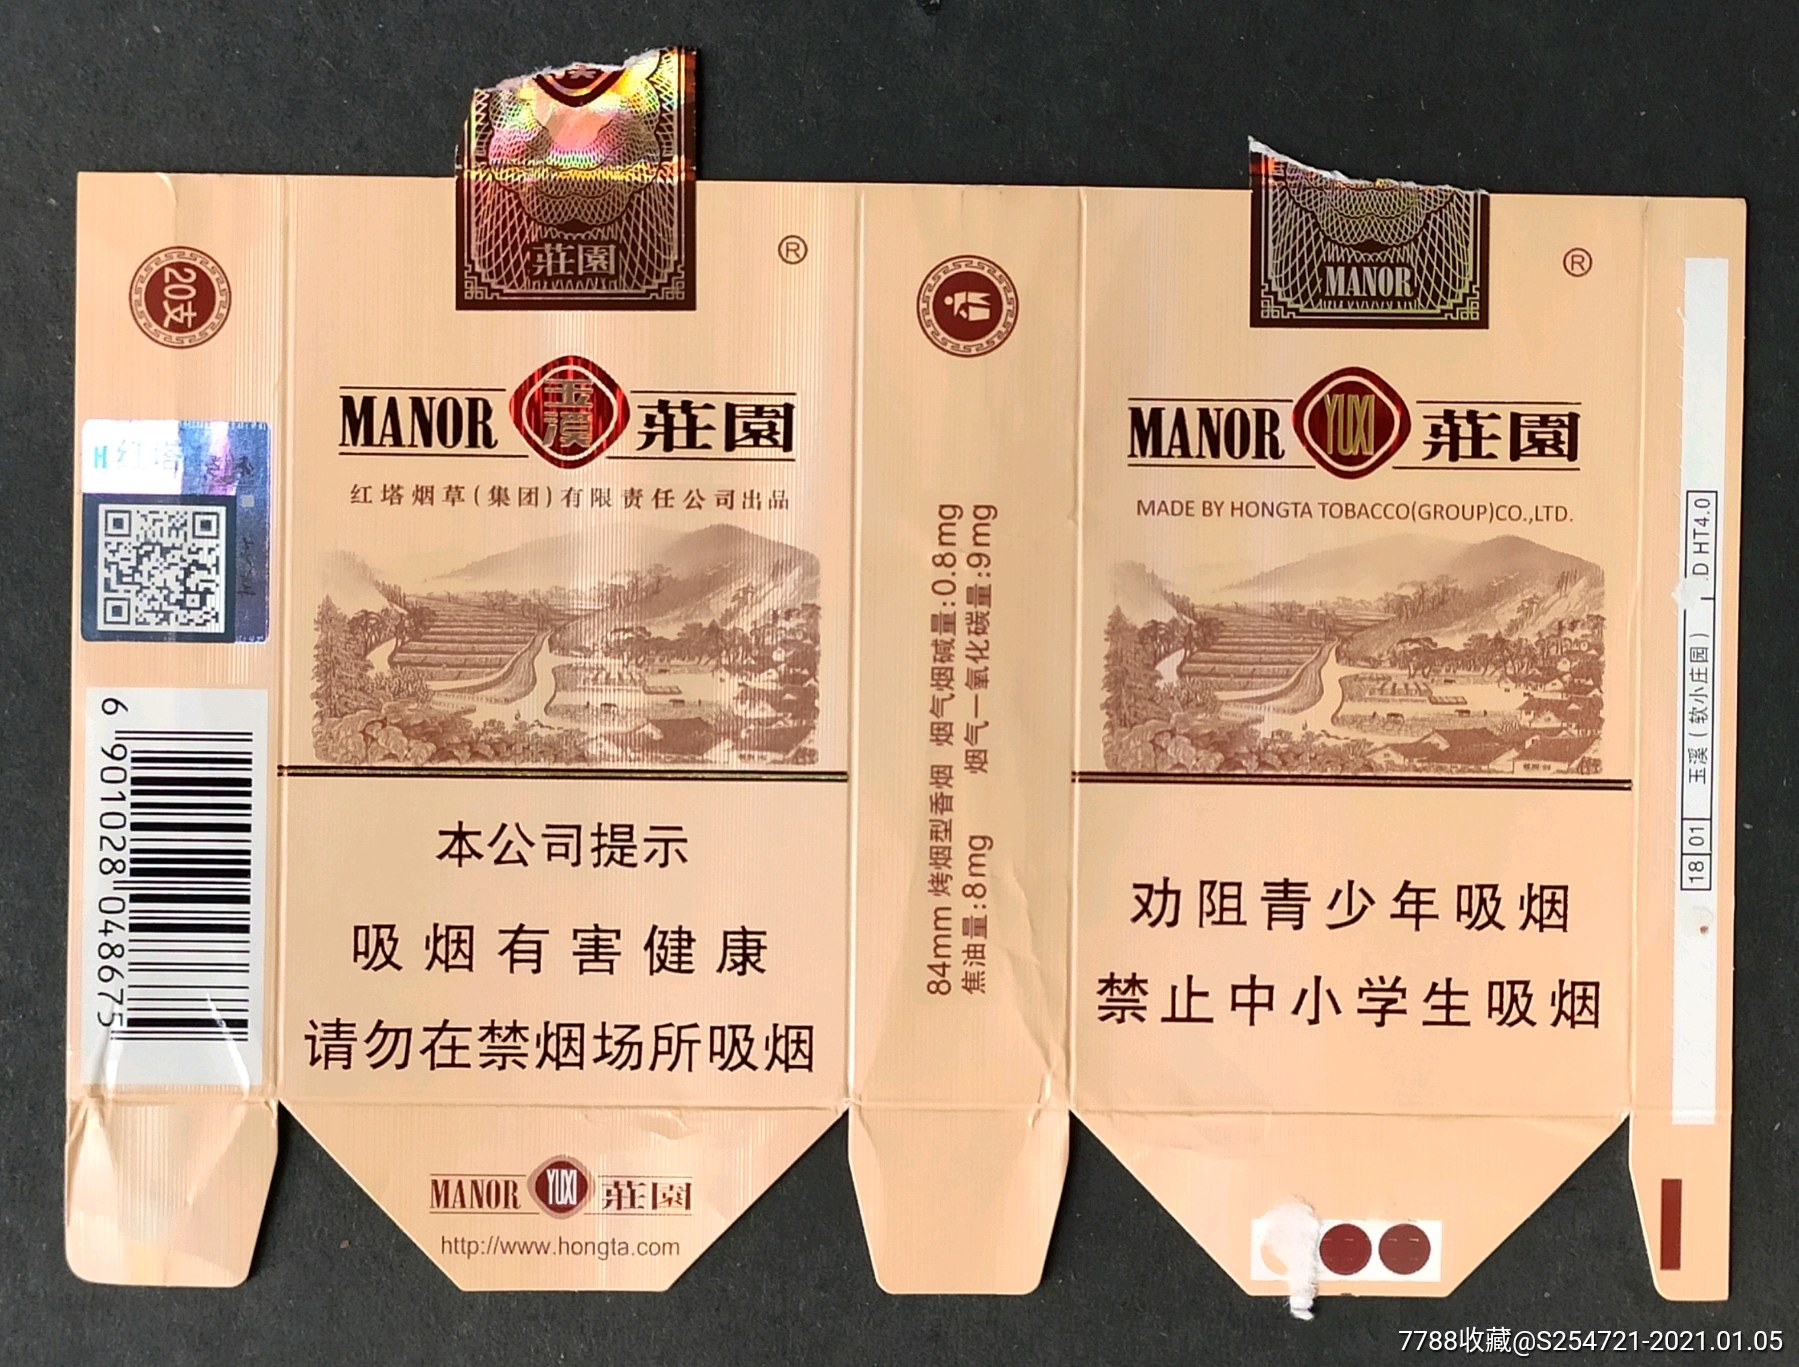 20支
H 红塔
6 901028 048675
莊園
®
MANOR 玉溪 莊園
红塔烟草(集团)有限责任公司出品
本公司提示
吸烟有害健康
请勿在禁烟场所吸烟
MANOR YUXI 莊園
http://www.hongta.com
84mm 烤烟型香烟 烟气烟碱量:0.8mg
焦油量:8mg 烟气一氧化碳量:9mg
MANOR
®
MANOR YUXI 莊園
MADE BY HONGTA TOBACCO(GROUP)CO.,LTD.
劝阻青少年吸烟
禁止中小学生吸烟
18 01 玉溪(软小庄园) .D HT4.0
7788收藏@S254721-2021.01.05